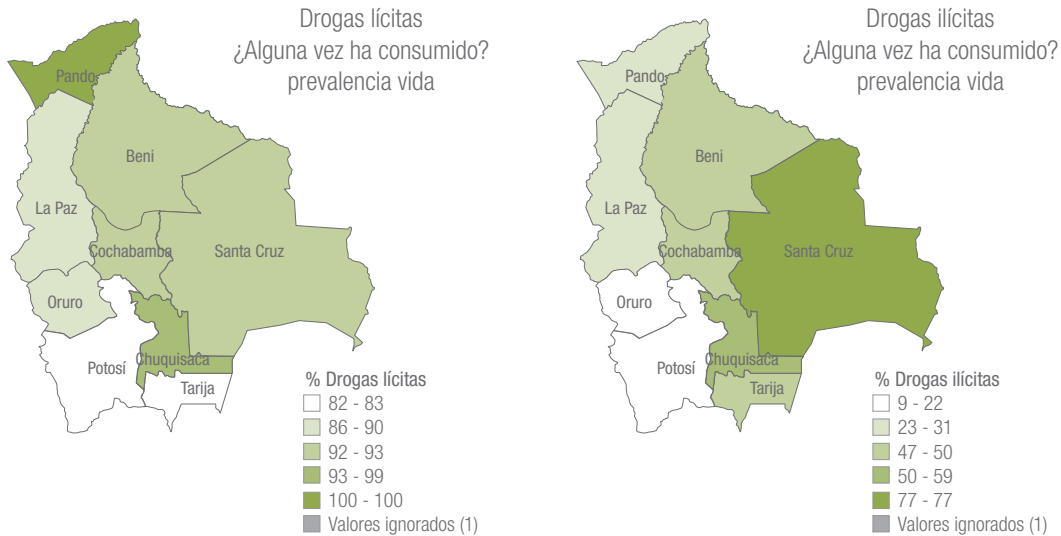 Drogas lícitas
¿Alguna vez ha consumido?
prevalencia vida
Pando
Beni
La Paz
Cochabamba
Santa Cruz
Oruro
Potosí
Chuquisaca
Tarija
% Drogas lícitas
82 - 83
86 - 90
92 - 93
93 - 99
100 - 100
Valores ignorados (1)
Drogas ilícitas
¿Alguna vez ha consumido?
prevalencia vida
Pando
Beni
La Paz
Cochabamba
Santa Cruz
Oruro
Potosí
Chuquisaca
Tarija
% Drogas ilícitas
9 - 22
23 - 31
47 - 50
50 - 59
77 - 77
Valores ignorados (1)